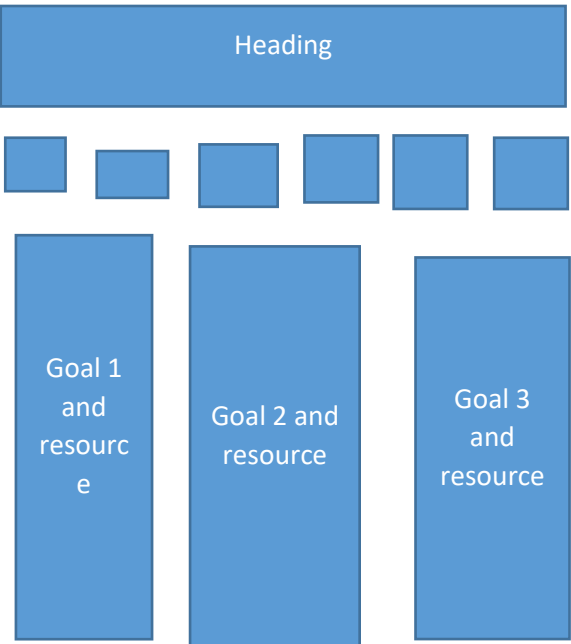 Heading
Goal 1
and
resourc
e
Goal 2 and
resource
Goal 3
and
resource